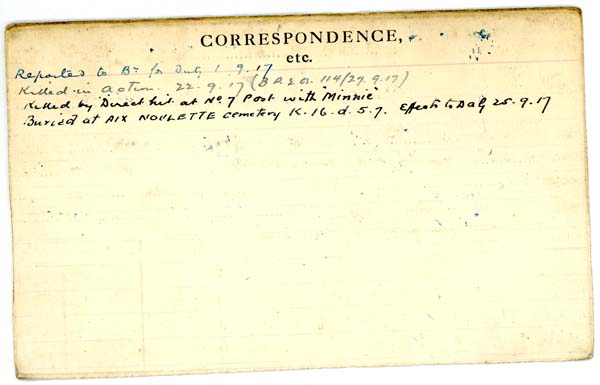 CORRESPONDENCE,
etc.
Reported to Bn for Duty 1.9.17
Killed in action. 22.9.17 (D.A.E.O. 114/27.9.17)
Killed by Direct hit at No 7 Post with "Minnie"
Buried at AIX NOULETTE Cemetery K.16.d.5.7. Effects to DAG 25.9.17